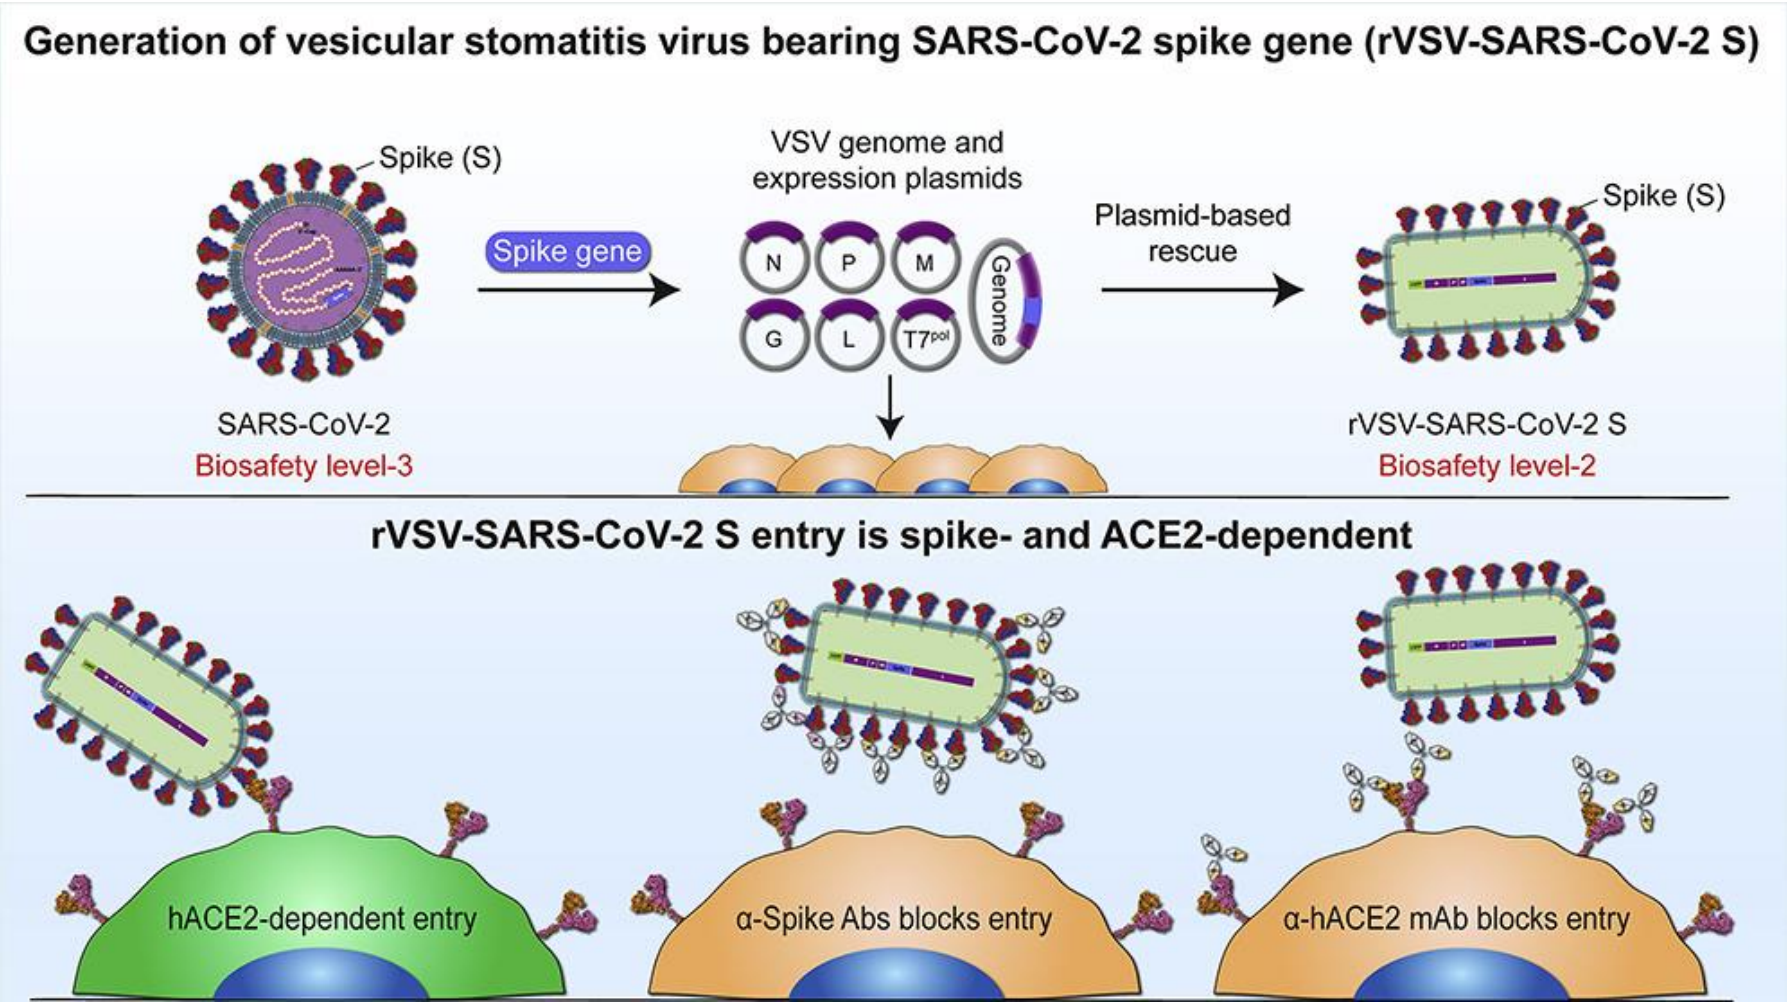 Generation of vesicular stomatitis virus bearing SARS-CoV-2 spike gene (rVSV-SARS-CoV-2 S)
Spike (S)
Spike gene
SARS-CoV-2
Biosafety level-3
VSV genome and
expression plasmids
N
P
M
G
L
T7pol
Genome
Plasmid-based
rescue
Spike (S)
rVSV-SARS-CoV-2 S
Biosafety level-2
rVSV-SARS-CoV-2 S entry is spike- and ACE2-dependent
hACE2-dependent entry
α-Spike Abs blocks entry
α-hACE2 mAb blocks entry